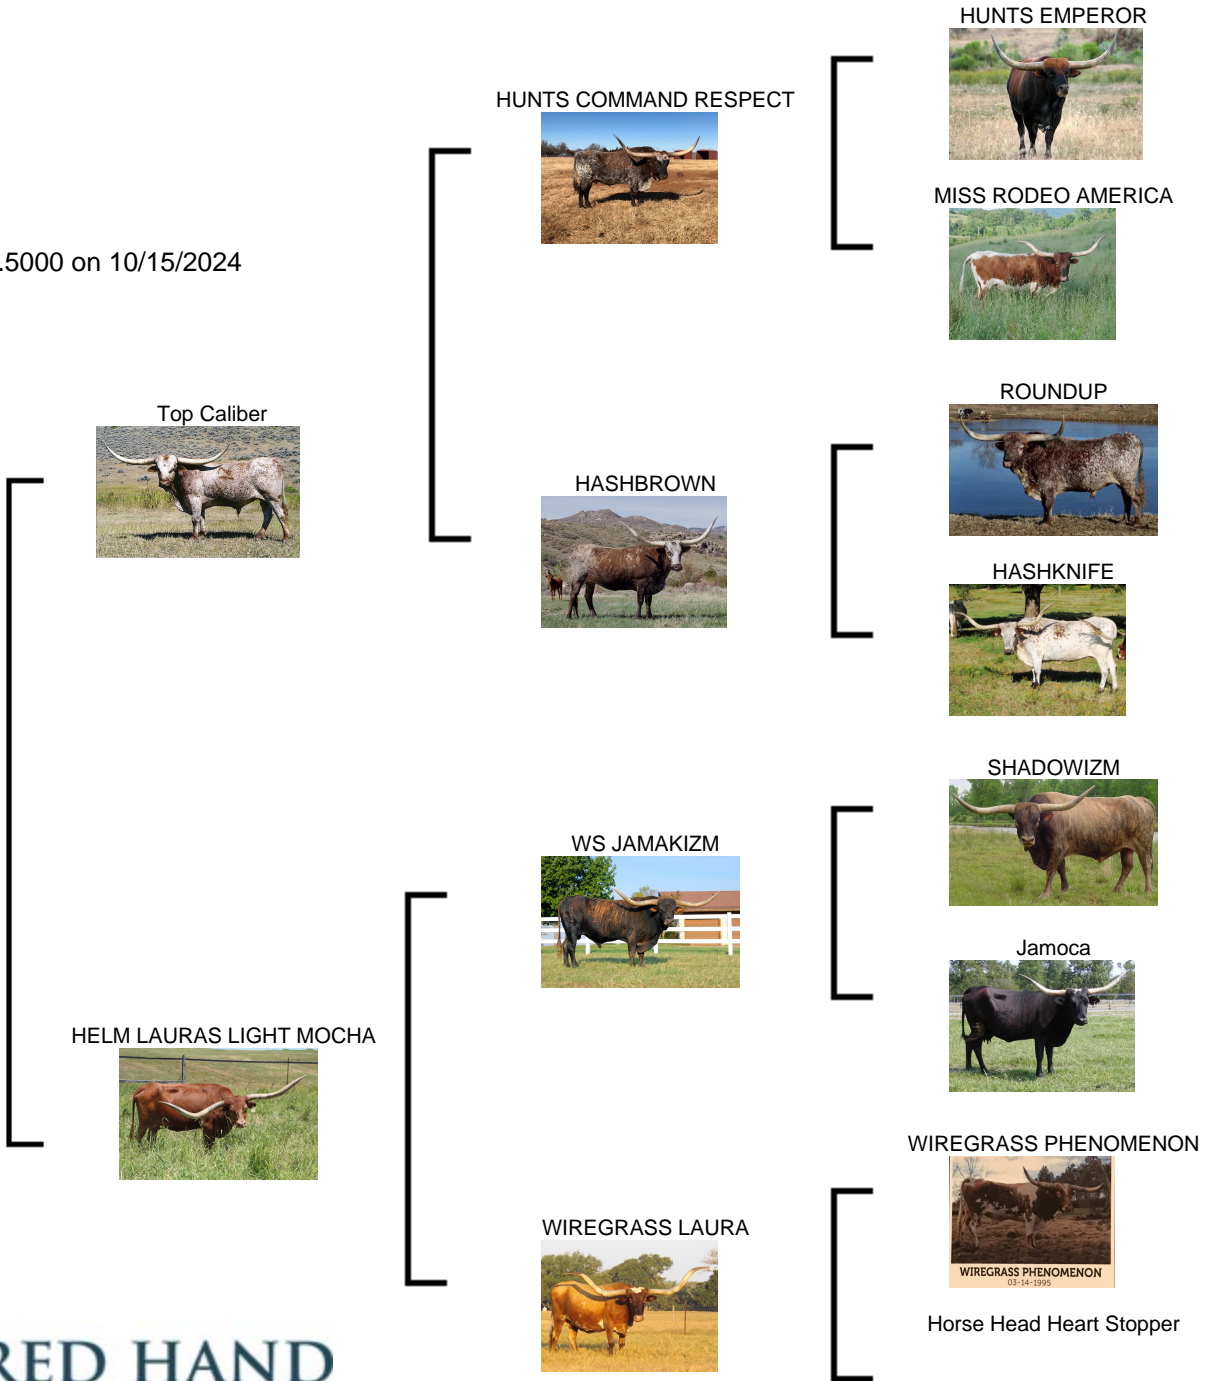 HUNTS EMPEROR
HUNTS COMMAND RESPECT
MISS RODEO AMERICA
.5000 on 10/15/2024
ROUNDUP
Top Caliber
HASHBROWN
HASHKNIFE
SHADOWIZM
WS JAMAKIZM
Jamoca
HELM LAURAS LIGHT MOCHA
WIREGRASS PHENOMENON
WIREGRASS LAURA
WIREGRASS PHENOMENON
03-14-1995
Horse Head Heart Stopper
RED HAND